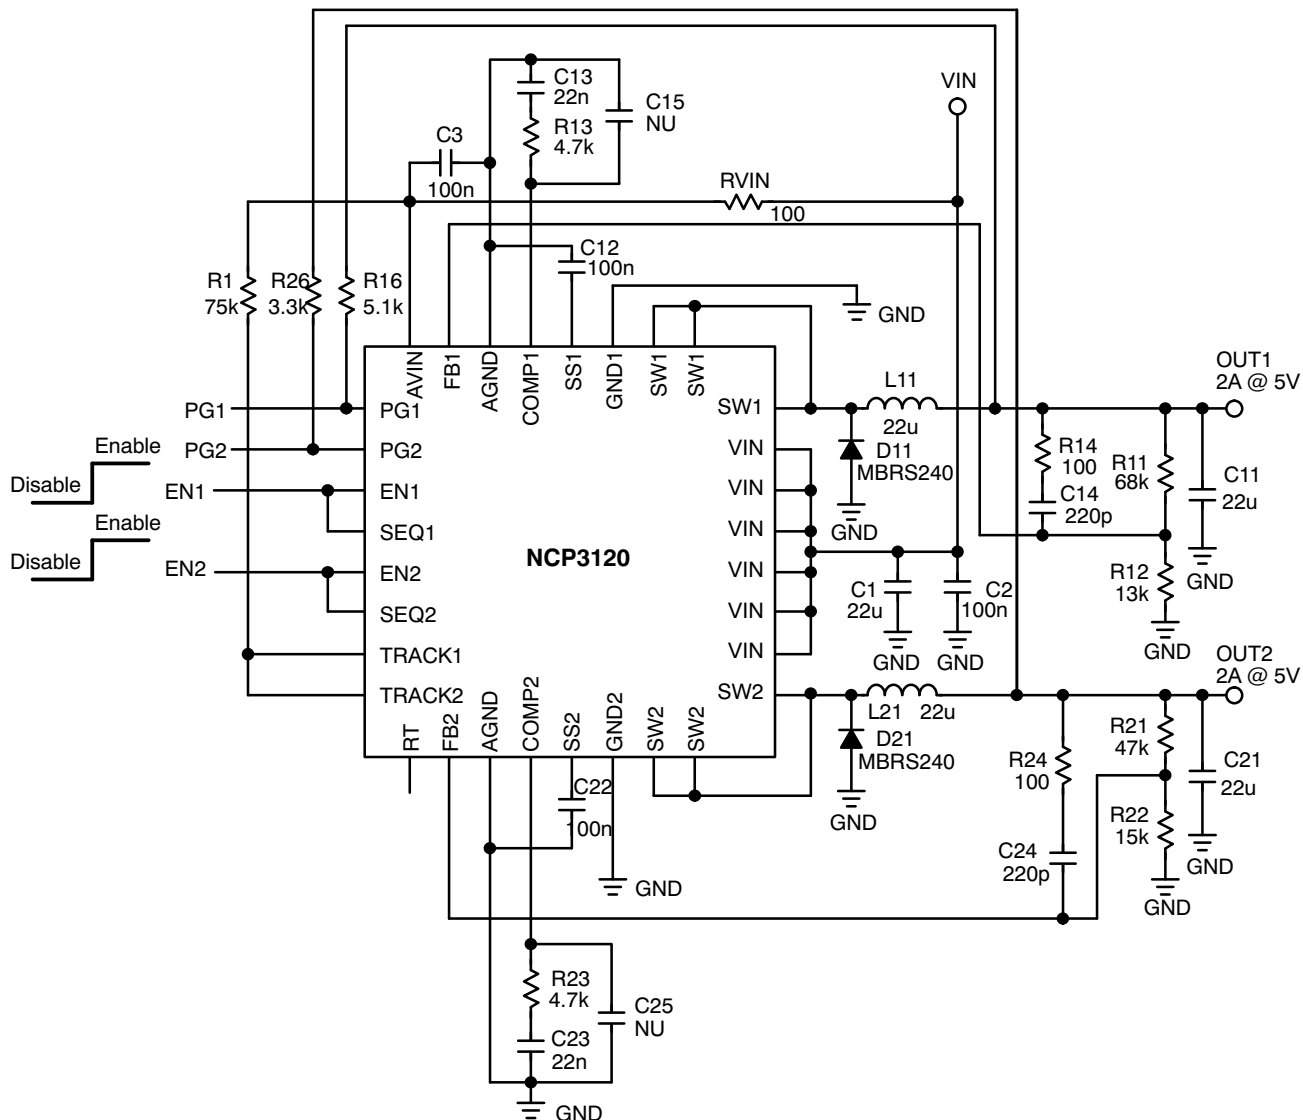 VIN
C13
22n
C15
NU
R13
4.7k
C3
100n
RVIN
100
C12
100n
R1
75k
R26
3.3k
R16
5.1k
GND
AVIN
FB1
AGND
COMP1
SS1
GND1
SW1
SW1
OUT1
2A @ 5V
L11
22u
PG1
PG1
SW1
PG2
PG2
VIN
Enable
Disable
EN1
EN1
VIN
SEQ1
VIN
Enable
Disable
EN2
EN2
VIN
SEQ2
VIN
TRACK1
VIN
TRACK2
SW2
NCP3120
D11
MBRS240
GND
R14
100
C14
220p
R11
68k
C11
22u
GND
R12
13k
GND
C1
22u
GND
C2
100n
GND
OUT2
2A @ 5V
L21
22u
D21
MBRS240
GND
RT
FB2
AGND
COMP2
SS2
GND2
SW2
SW2
R24
100
R21
47k
C21
22u
R22
15k
GND
GND
C24
220p
C22
100n
GND
R23
4.7k
C25
NU
C23
22n
GND